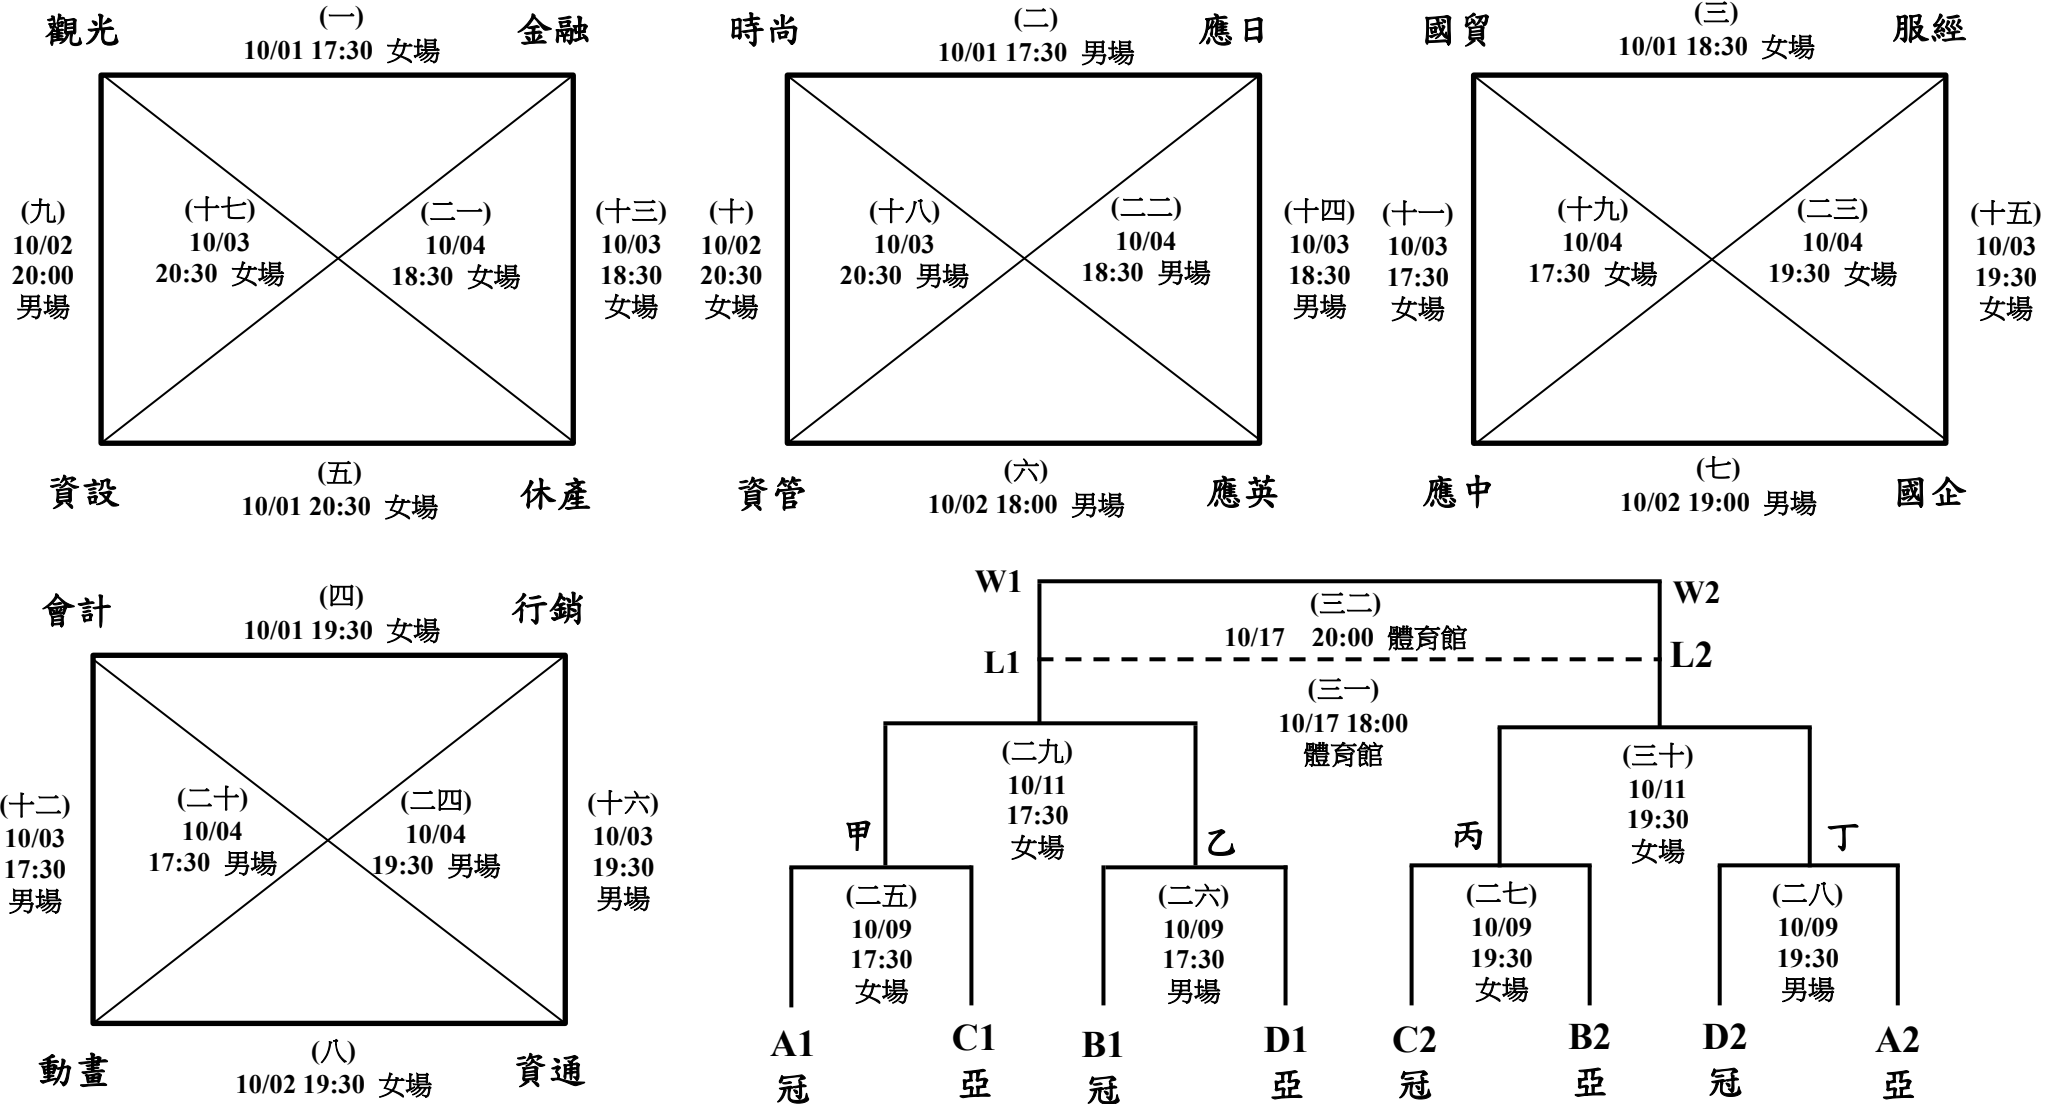 觀光
(一)
10/01 17:30 女場
金融
(九)
10/02
20:00
男場
(十七)
10/03
20:30 女場
(二一)
10/04
18:30 女場
(十三)
10/03
18:30
女場
資設
(五)
10/01 20:30 女場
休產
時尚
(二)
10/01 17:30 男場
應日
(十)
10/02
20:30
女場
(十八)
10/03
20:30 男場
(二二)
10/04
18:30 男場
(十四)
10/03
18:30
男場
資管
(六)
10/02 18:00 男場
應英
國貿
(三)
10/01 18:30 女場
服經
(十一)
10/03
17:30
女場
(十九)
10/04
17:30 女場
(二三)
10/04
19:30 女場
(十五)
10/03
19:30
女場
應中
(七)
10/02 19:00 男場
國企
會計
(四)
10/01 19:30 女場
行銷
(十二)
10/03
17:30
男場
(二十)
10/04
17:30 男場
(二四)
10/04
19:30 男場
(十六)
10/03
19:30
男場
動畫
(八)
10/02 19:30 女場
資通
W1
W2
(三二)
10/17 20:00 體育館
L1
L2
(三一)
10/17 18:00
體育館
(二九)
10/11
17:30
女場
(三十)
10/11
19:30
女場
甲
乙
丙
丁
(二五)
10/09
17:30
女場
(二六)
10/09
17:30
男場
(二七)
10/09
19:30
女場
(二八)
10/09
19:30
男場
A1
冠
C1
亞
B1
冠
D1
亞
C2
冠
B2
亞
D2
冠
A2
亞